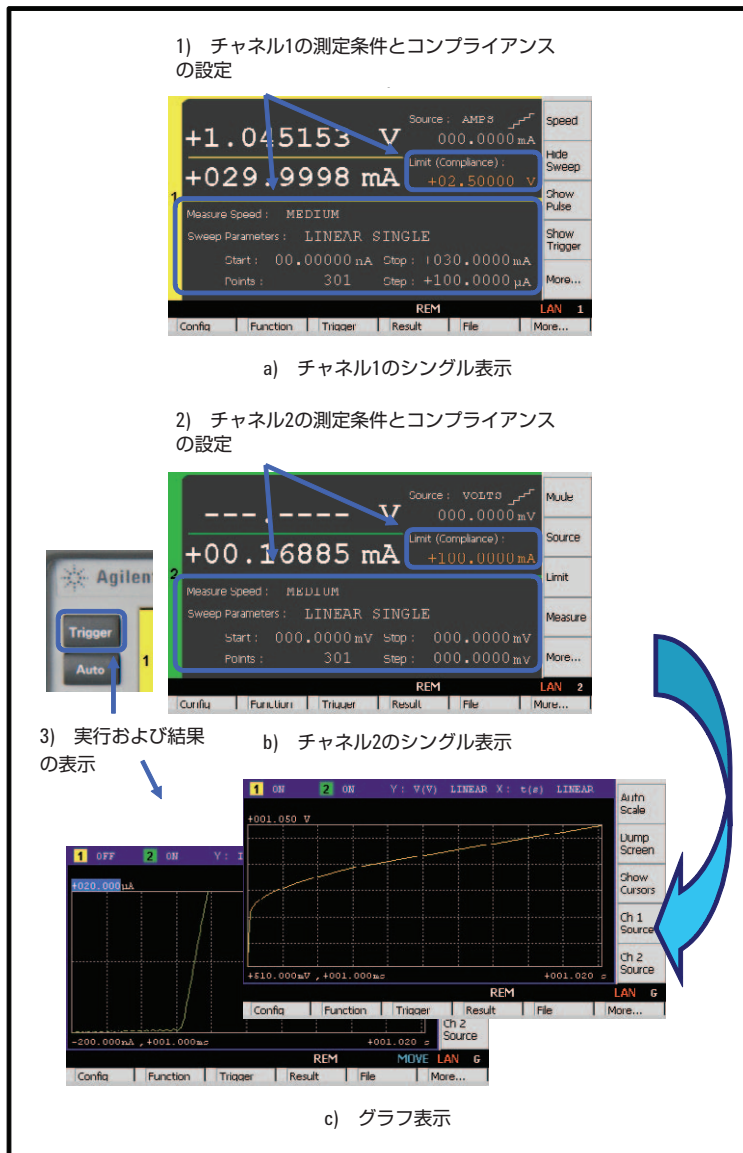 1) チャネル1の測定条件とコンプライアンス
の設定
+1.045153 V
Source : AMPS
000.0000 mA
+029.9998 mA
Limit (Compliance) :
+02.50000 V
1
Measure Speed : MEDIUM
Sweep Parameters : LINEAR SINGLE
Start : 00.00000 nA Stop : +030.0000 mA
Points : 301 Step : +100.0000 µA
Speed
Hide
Sweep
Show
Pulse
Show
Trigger
More...
REM LAN 1
Config Function Trigger Result File More...
a) チャネル1のシングル表示
2) チャネル2の測定条件とコンプライアンス
の設定
---.---- V
Source : VOLTS
000.0000 mV
+00.16885 mA
Limit (Compliance) :
+100.0000 mA
2
Measure Speed : MEDIUM
Sweep Parameters : LINEAR SINGLE
Start : 000.0000 mV Stop : 000.0000 mV
Points : 301 Step : 000.0000 mV
Mode
Source
Limit
Measure
More...
REM LAN 2
Config Function Trigger Result File More...
Agilen
Trigger
Auto
1
3) 実行および結果
の表示
b) チャネル2のシングル表示
1 ON 2 ON Y : V(V) LINEAR X : t(s) LINEAR
+001.050 V
+510.000mV , +001.000ms +001.020 s
Auto
Scale
Dump
Screen
Show
Cursors
Ch 1
Source
Ch 2
Source
REM LAN G
Config Function Trigger Result File More...
1 OFF 2 ON Y : I
+020.000µA
-200.000nA , +001.000ms +001.020 s
Ch 2
Source
REM MOVE LAN G
Config Function Trigger Result File More...
c) グラフ表示